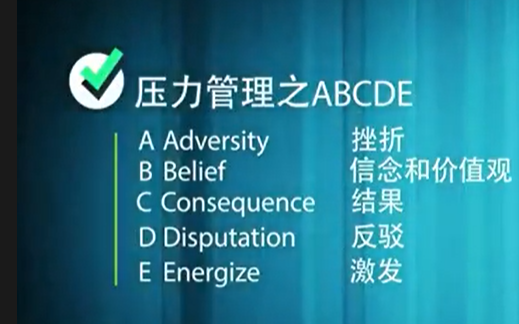 压力管理之ABCDE
A Adversity 挫折
B Belief 信念和价值观
C Consequence 结果
D Disputation 反驳
E Energize 激发